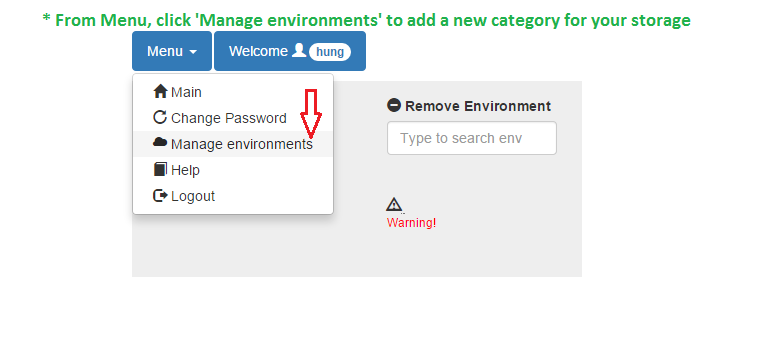 * From Menu, click 'Manage environments' to add a new category for your storage
Menu
Welcome hung
Main
Change Password
Manage environments
Help
Logout
Remove Environment
Type to search env
Warning!